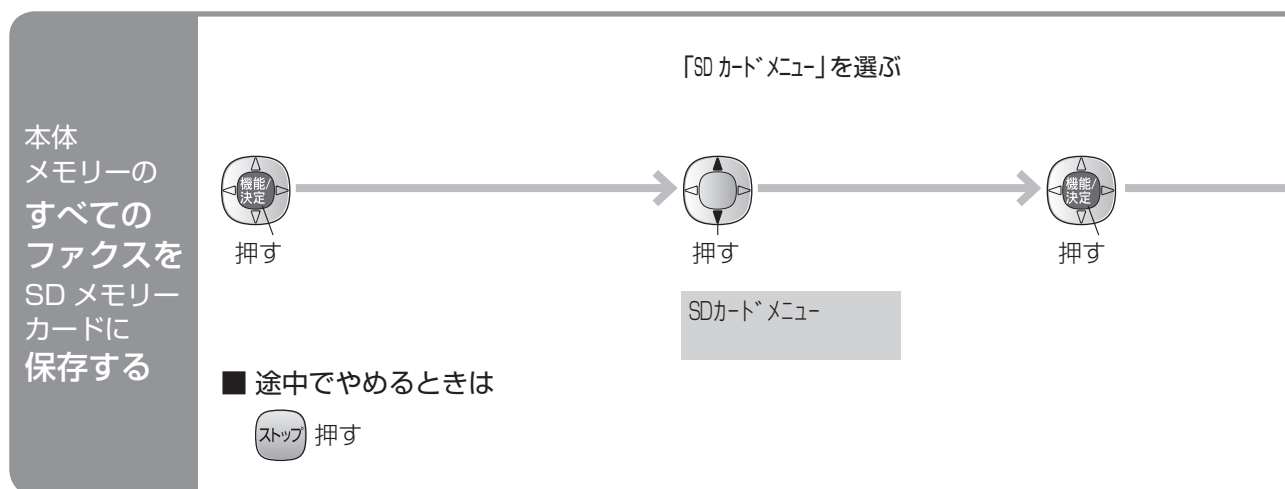 本体
メモリーの
すべての
ファクスを
SD メモリー
カードに
保存する
機能/
決定
押す
「SD ｶｰﾄﾞ ﾒﾆｭｰ」を選ぶ
押す
SDｶｰﾄﾞ ﾒﾆｭｰ
機能/
決定
押す
■ 途中でやめるときは
ストップ 押す